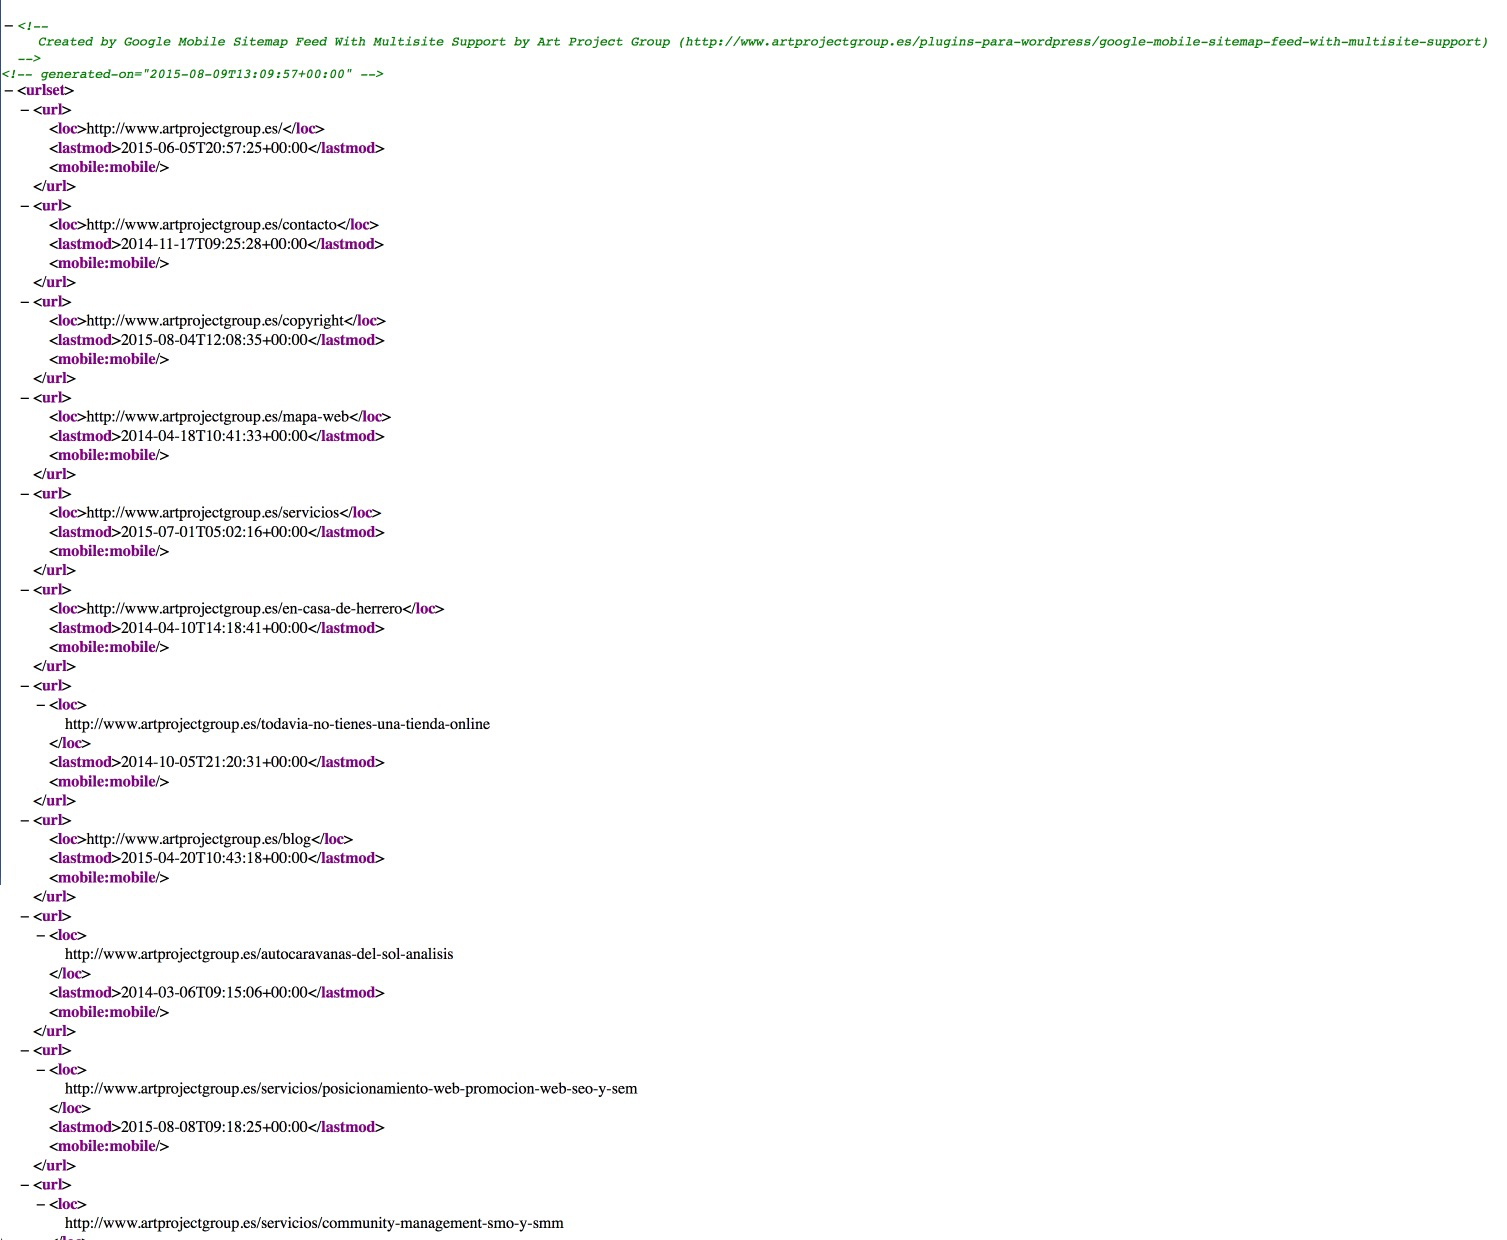 − <!--
Created by Google Mobile Sitemap Feed With Multisite Support by Art Project Group (http://www.artprojectgroup.es/plugins-para-wordpress/google-mobile-sitemap-feed-with-multisite-support)
-->
<!-- generated-on="2015-08-09T13:09:57+00:00" -->
− <urlset>
− <url>
<loc>http://www.artprojectgroup.es/</loc>
<lastmod>2015-06-05T20:57:25+00:00</lastmod>
<mobile:mobile/>
</url>
− <url>
<loc>http://www.artprojectgroup.es/contacto</loc>
<lastmod>2014-11-17T09:25:28+00:00</lastmod>
<mobile:mobile/>
</url>
− <url>
<loc>http://www.artprojectgroup.es/copyright</loc>
<lastmod>2015-08-04T12:08:35+00:00</lastmod>
<mobile:mobile/>
</url>
− <url>
<loc>http://www.artprojectgroup.es/mapa-web</loc>
<lastmod>2014-04-18T10:41:33+00:00</lastmod>
<mobile:mobile/>
</url>
− <url>
<loc>http://www.artprojectgroup.es/servicios</loc>
<lastmod>2015-07-01T05:02:16+00:00</lastmod>
<mobile:mobile/>
</url>
− <url>
<loc>http://www.artprojectgroup.es/en-casa-de-herrero</loc>
<lastmod>2014-04-10T14:18:41+00:00</lastmod>
<mobile:mobile/>
</url>
− <url>
− <loc>
http://www.artprojectgroup.es/todavia-no-tienes-una-tienda-online
</loc>
<lastmod>2014-10-05T21:20:31+00:00</lastmod>
<mobile:mobile/>
</url>
− <url>
<loc>http://www.artprojectgroup.es/blog</loc>
<lastmod>2015-04-20T10:43:18+00:00</lastmod>
<mobile:mobile/>
</url>
− <url>
− <loc>
http://www.artprojectgroup.es/autocaravanas-del-sol-analisis
</loc>
<lastmod>2014-03-06T09:15:06+00:00</lastmod>
<mobile:mobile/>
</url>
− <url>
− <loc>
http://www.artprojectgroup.es/servicios/posicionamiento-web-promocion-web-seo-y-sem
</loc>
<lastmod>2015-08-08T09:18:25+00:00</lastmod>
<mobile:mobile/>
</url>
− <url>
− <loc>
http://www.artprojectgroup.es/servicios/community-management-smo-y-smm